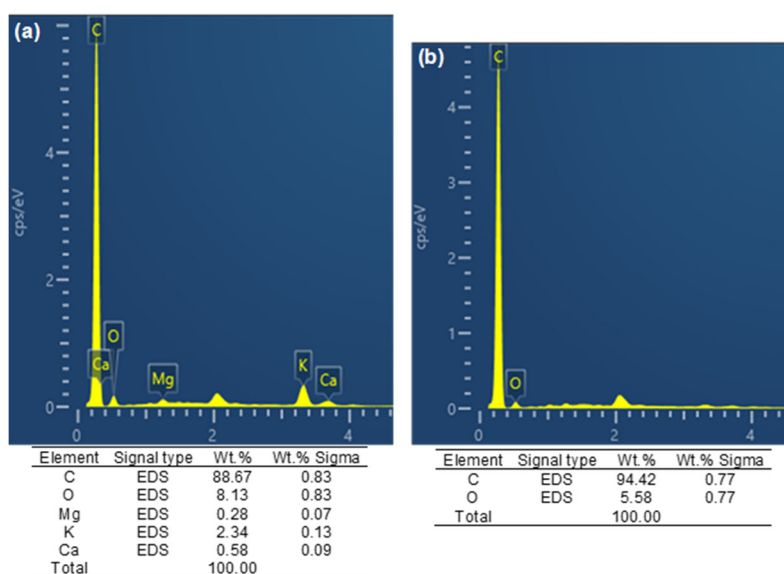 (a)
C
4
cps/eV
2
O
Ca
Mg
K
Ca
0
0
2
4
Element Signal type Wt.% Wt.% Sigma
C EDS 88.67 0.83
O EDS 8.13 0.83
Mg EDS 0.28 0.07
K EDS 2.34 0.13
Ca EDS 0.58 0.09
Total 100.00
(b)
C
4
3
cps/eV
2
1
O
0
0
2
4
Element Signal type Wt.% Wt.% Sigma
C EDS 94.42 0.77
O EDS 5.58 0.77
Total 100.00